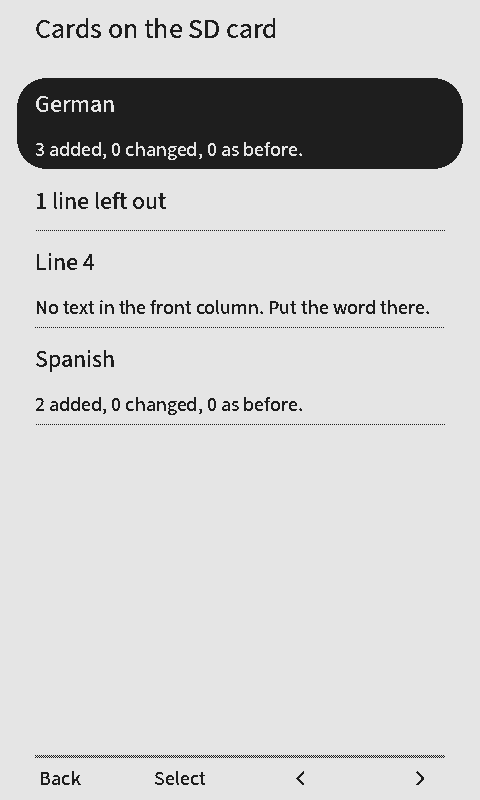 Cards on the SD card
German
3 added, 0 changed, 0 as before.
1 line left out
Line 4
No text in the front column. Put the word there.
Spanish
2 added, 0 changed, 0 as before.
Back Select < >